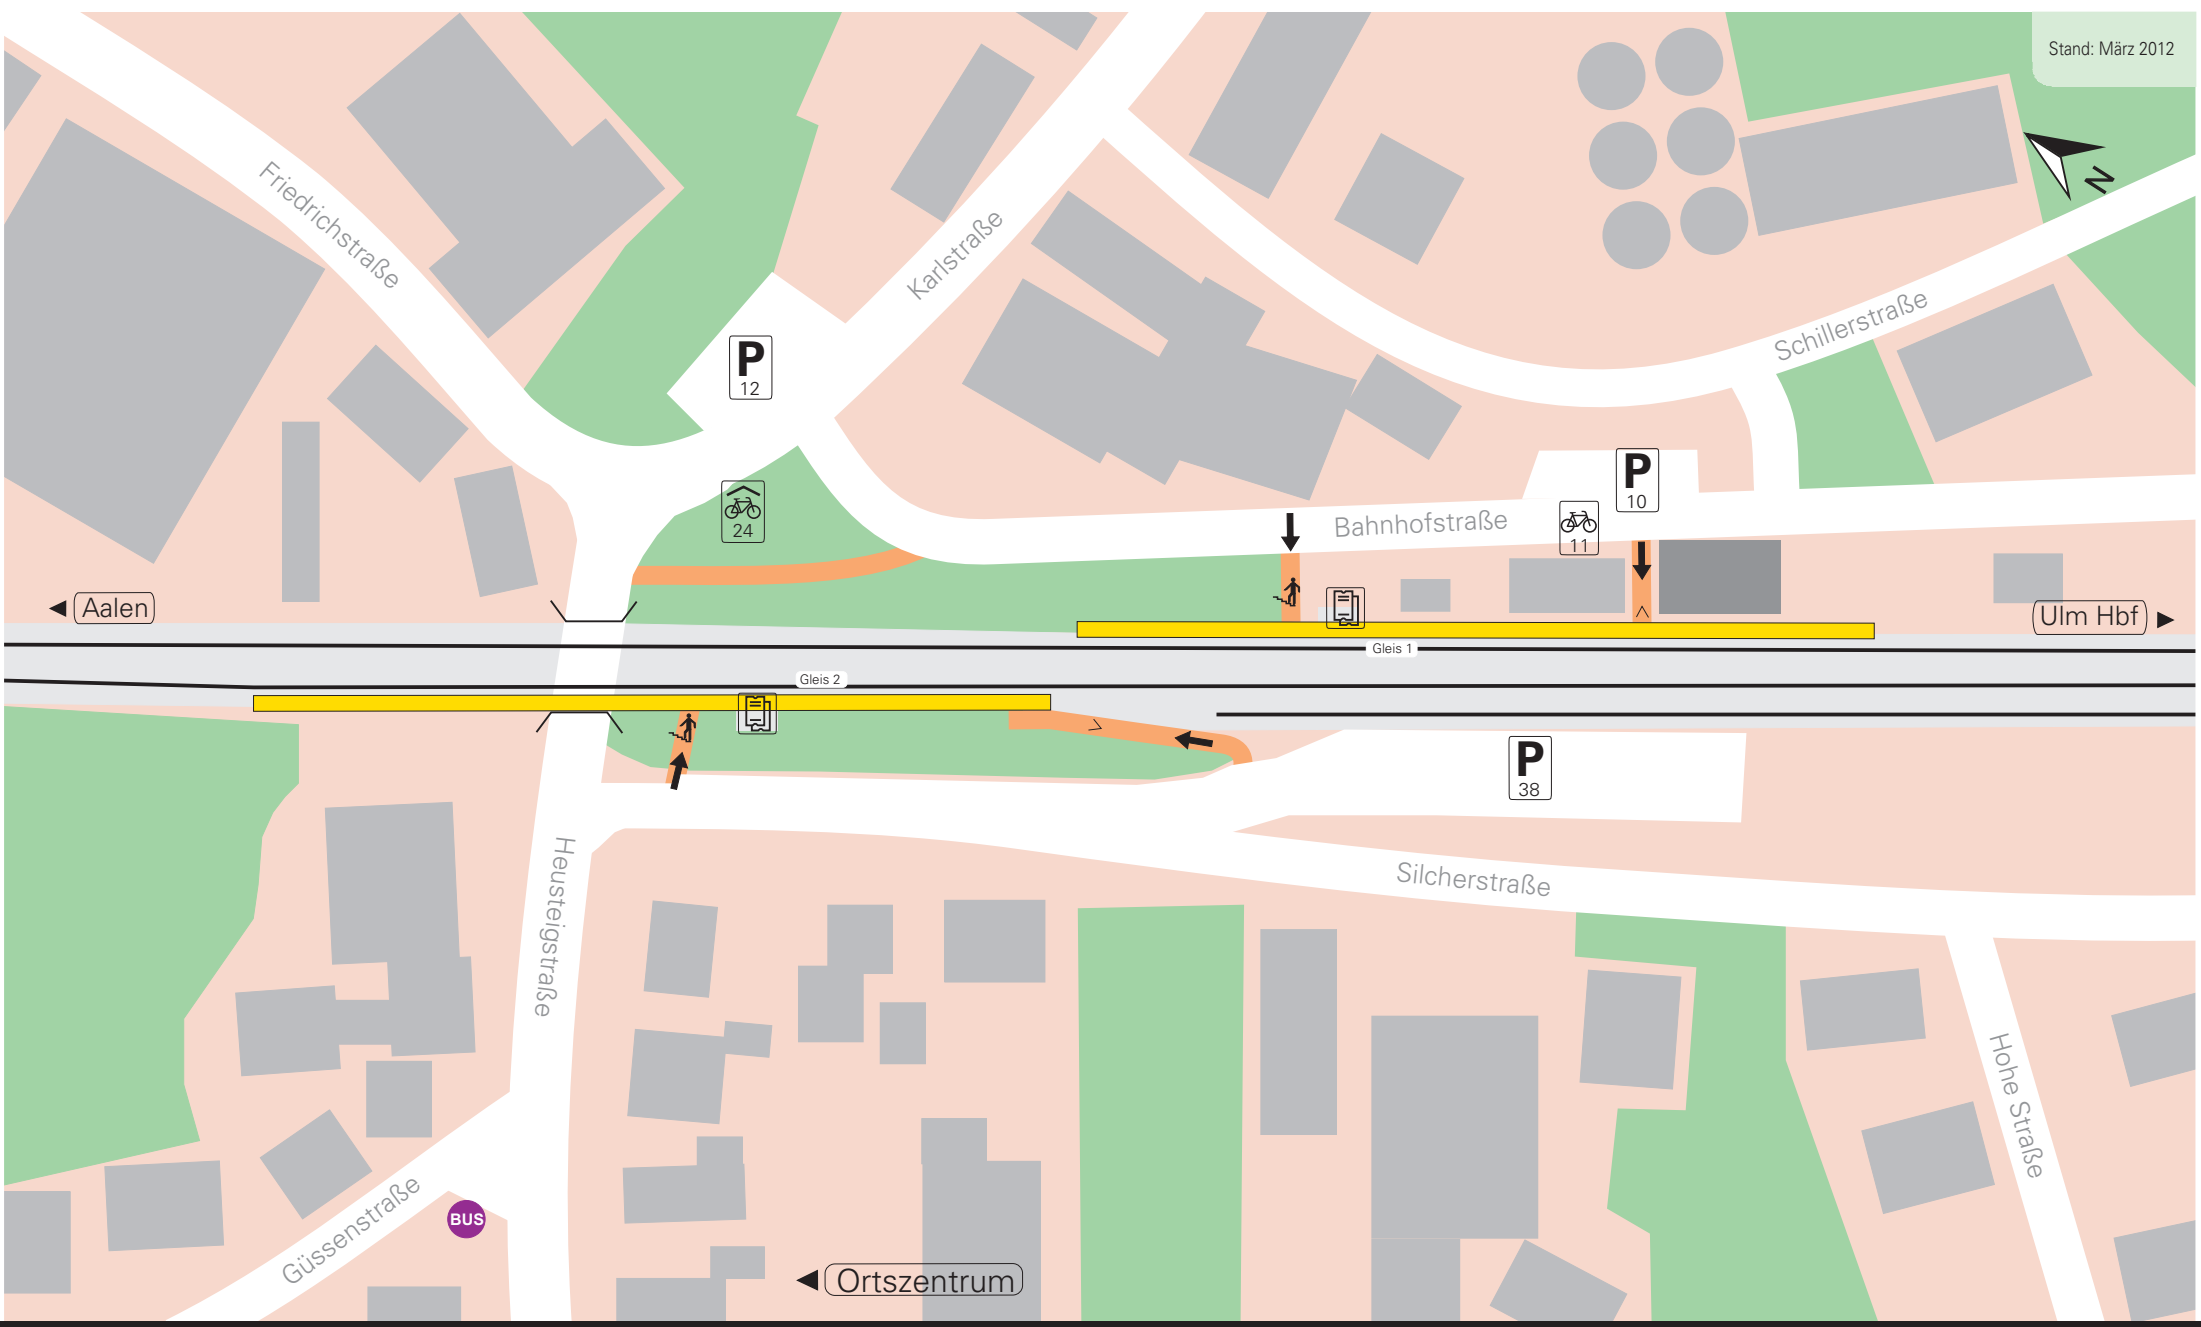 Stand: März 2012
N
Friedrichstraße
Karlstraße
Schillerstraße
P
12
P
10
24
Bahnhofstraße
11
Aalen
Ulm Hbf
Gleis 1
Gleis 2
P
38
Heusteigstraße
Silcherstraße
Hohe Straße
Güssenstraße
BUS
Ortszentrum